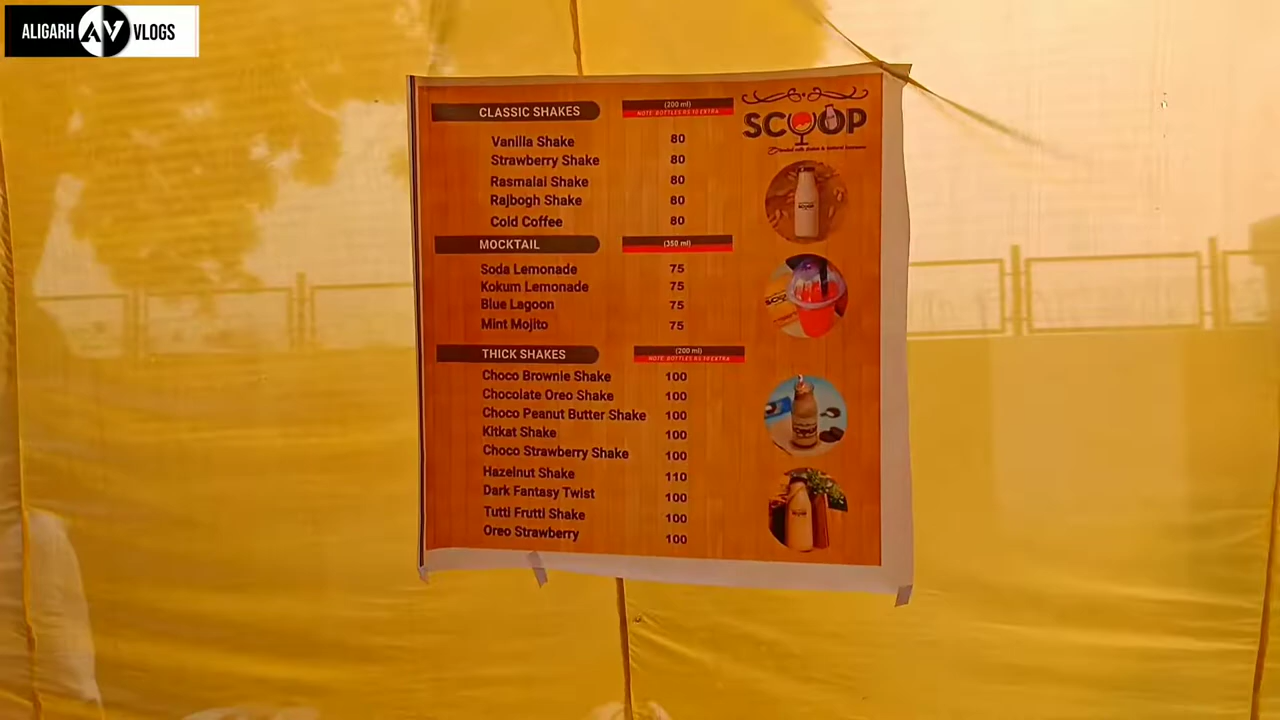 ALIGARH AV VLOGS
SCOOP
CLASSIC SHAKES (200 ml)
NOTE: BOTTLES RS 10 EXTRA
Vanilla Shake 80
Strawberry Shake 80
Rasmalai Shake 80
Rajbogh Shake 80
Cold Coffee 80
MOCKTAIL (350 ml)
Soda Lemonade 75
Kokum Lemonade 75
Blue Lagoon 75
Mint Mojito 75
THICK SHAKES (200 ml)
NOTE: BOTTLES RS 10 EXTRA
Choco Brownie Shake 100
Chocolate Oreo Shake 100
Choco Peanut Butter Shake 100
Kitkat Shake 100
Choco Strawberry Shake 100
Hazelnut Shake 110
Dark Fantasy Twist 100
Tutti Frutti Shake 100
Oreo Strawberry 100